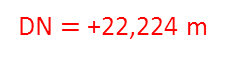 DN = +22,224 m